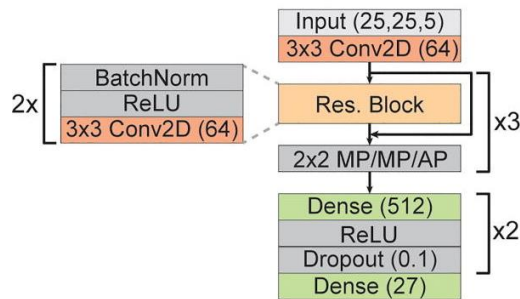 Input (25,25,5)
3x3 Conv2D (64)
2x
BatchNorm
ReLU
3x3 Conv2D (64)
Res. Block
x3
2x2 MP/MP/AP
Dense (512)
ReLU
Dropout (0.1)
x2
Dense (27)